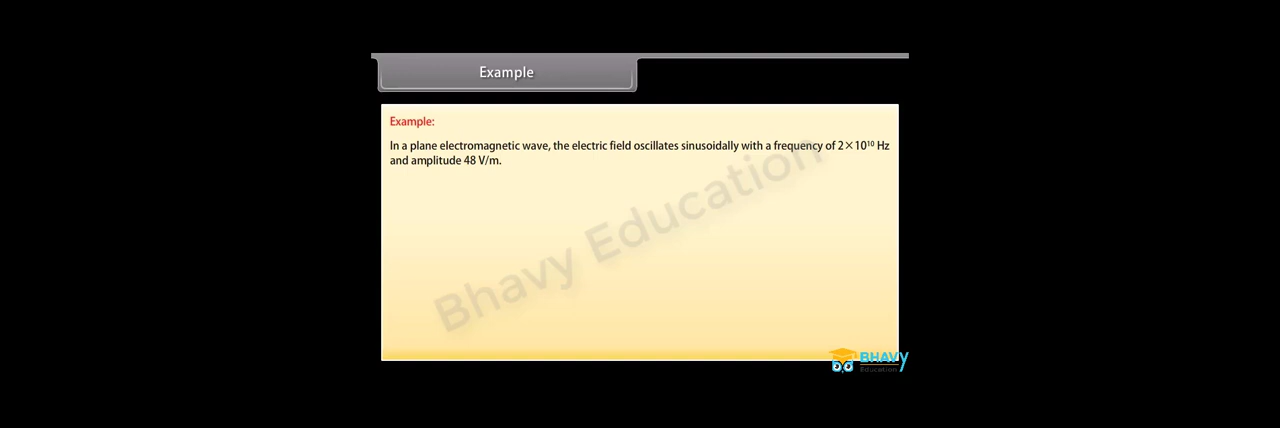 Example
Example:
In a plane electromagnetic wave, the electric field oscillates sinusoidally with a frequency of 2×10¹⁰ Hz
and amplitude 48 V/m.
Bhavy Education
BHAVY
Education